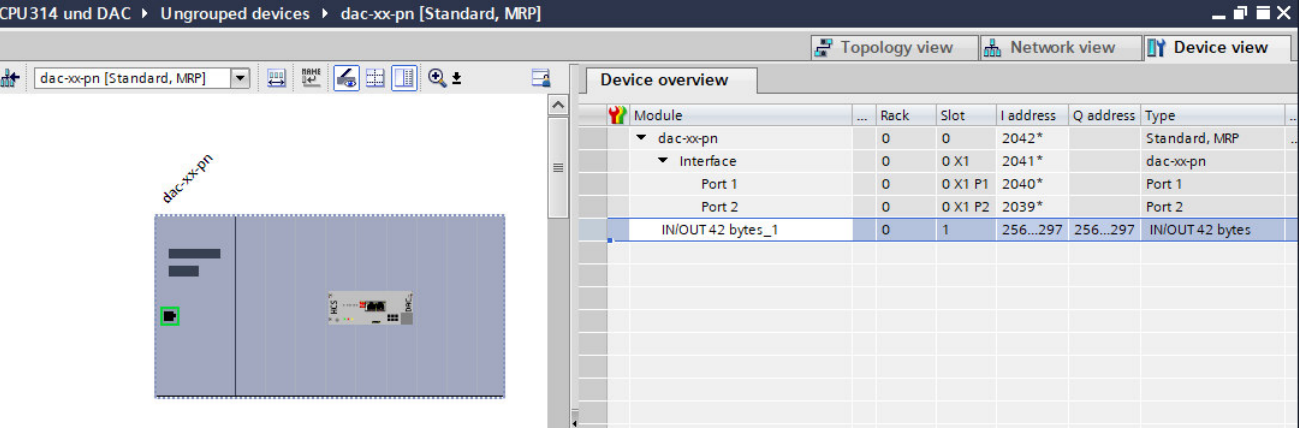 CPU314 und DAC ▸ Ungrouped devices ▸ dac-xx-pn [Standard, MRP]
Topology view Network view Device view
dac-xx-pn [Standard, MRP] NAME
Device overview
Module ... Rack Slot I address Q address Type ...
dac-xx-pn 0 0 2042* Standard, MRP ...
Interface 0 0 X1 2041* dac-xx-pn
Port 1 0 0 X1 P1 2040* Port 1
Port 2 0 0 X1 P2 2039* Port 2
IN/OUT 42 bytes_1 0 1 256...297 256...297 IN/OUT 42 bytes
dac-xx-pn
HCS DAC